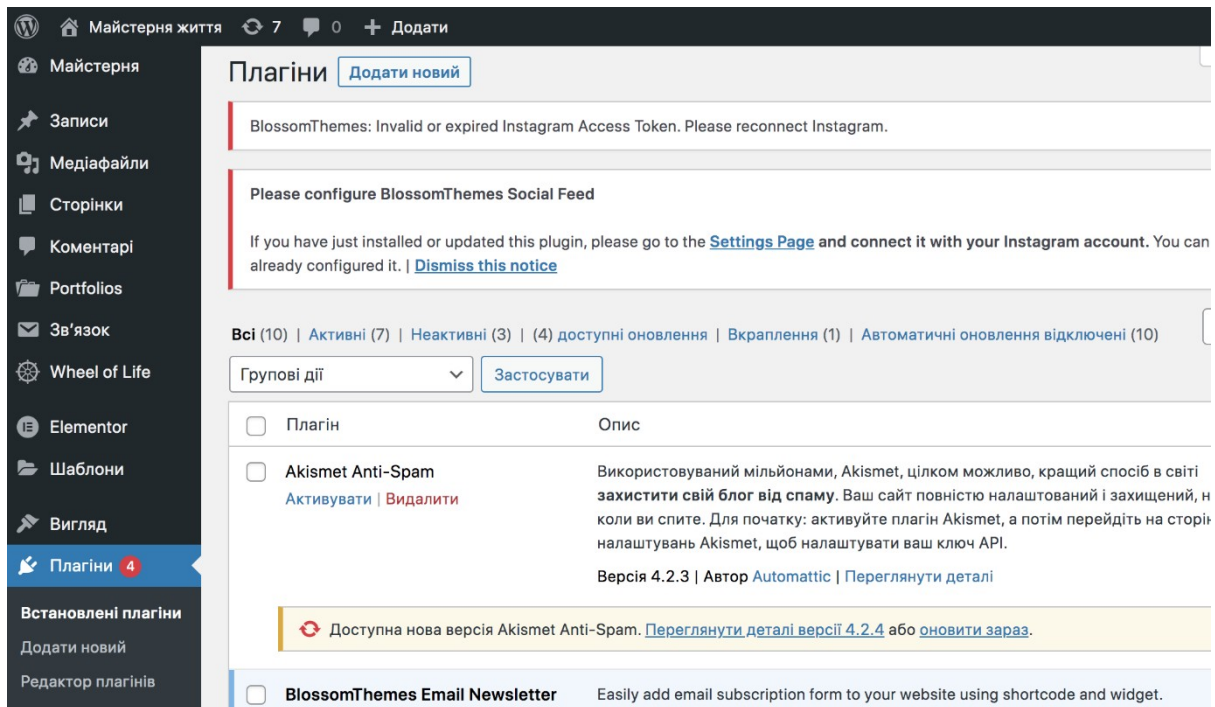 Майстерня життя 7 0 Додати
Майстерня
Записи
Медіафайли
Сторінки
Коментарі
Portfolios
Зв'язок
Wheel of Life
Elementor
Шаблони
Вигляд
Плагіни 4
Встановлені плагіни
Додати новий
Редактор плагінів
Плагіни Додати новий
BlossomThemes: Invalid or expired Instagram Access Token. Please reconnect Instagram.
Please configure BlossomThemes Social Feed
If you have just installed or updated this plugin, please go to the Settings Page and connect it with your Instagram account. You can
already configured it. | Dismiss this notice
Всі (10) | Активні (7) | Неактивні (3) | (4) доступні оновлення | Вкраплення (1) | Автоматичні оновлення відключені (10)
Групові дії Застосувати
Плагін Опис
Akismet Anti-Spam
Активувати | Видалити
Використовуваний мільйонами, Akismet, цілком можливо, кращий спосіб в світі
захистити свій блог від спаму. Ваш сайт повністю налаштований і захищений,
коли ви спите. Для початку: активуйте плагін Akismet, а потім перейдіть на
налаштувань Akismet, щоб налаштувати ваш ключ API.
Версія 4.2.3 | Автор Automattic | Переглянути деталі
Доступна нова версія Akismet Anti-Spam. Переглянути деталі версії 4.2.4 або оновити зараз.
BlossomThemes Email Newsletter
Easily add email subscription form to your website using shortcode and widget.